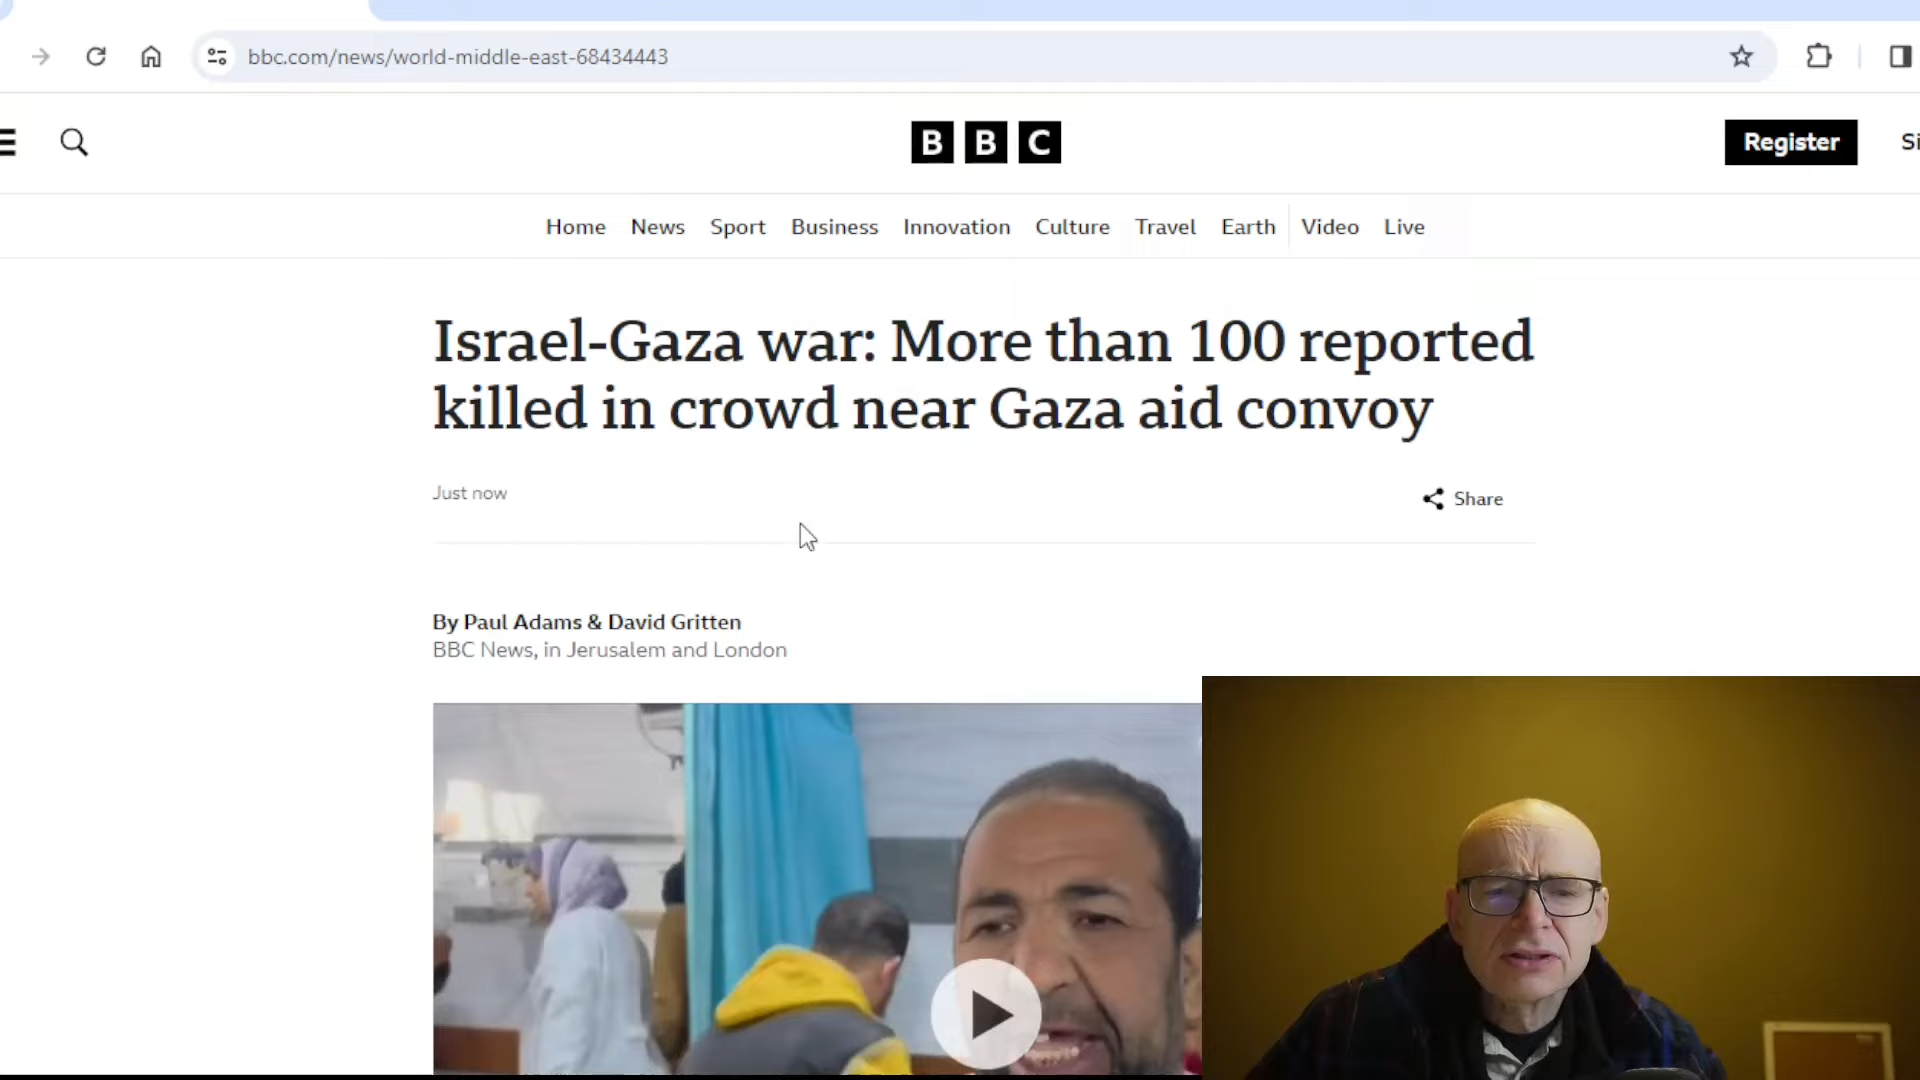 bbc.com/news/world-middle-east-68434443
BBC
Register
Si
Home News Sport Business Innovation Culture Travel Earth Video Live
Israel-Gaza war: More than 100 reported
killed in crowd near Gaza aid convoy
Just now
Share
By Paul Adams & David Gritten
BBC News, in Jerusalem and London